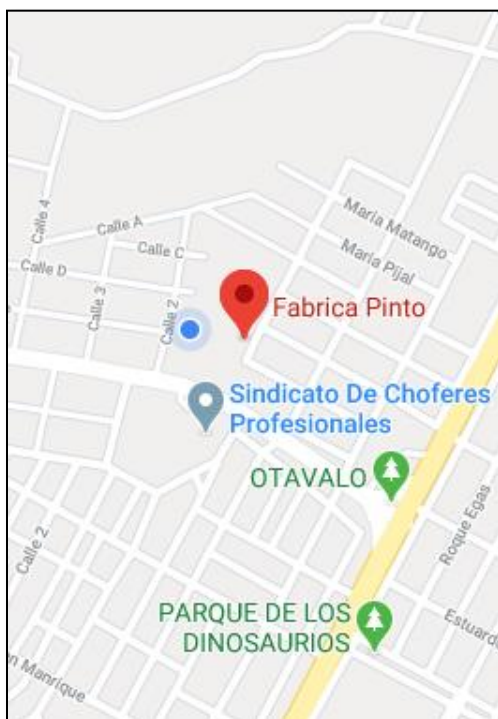 Calle 4
Calle A
Maria Matango
Calle C
Maria Pijal
Calle D
Calle 3
Calle 2
Fabrica Pinto
Sindicato De Choferes
Profesionales
OTAVALO
Roque Egas
Calle 2
PARQUE DE LOS
DINOSAURIOS
Manrique